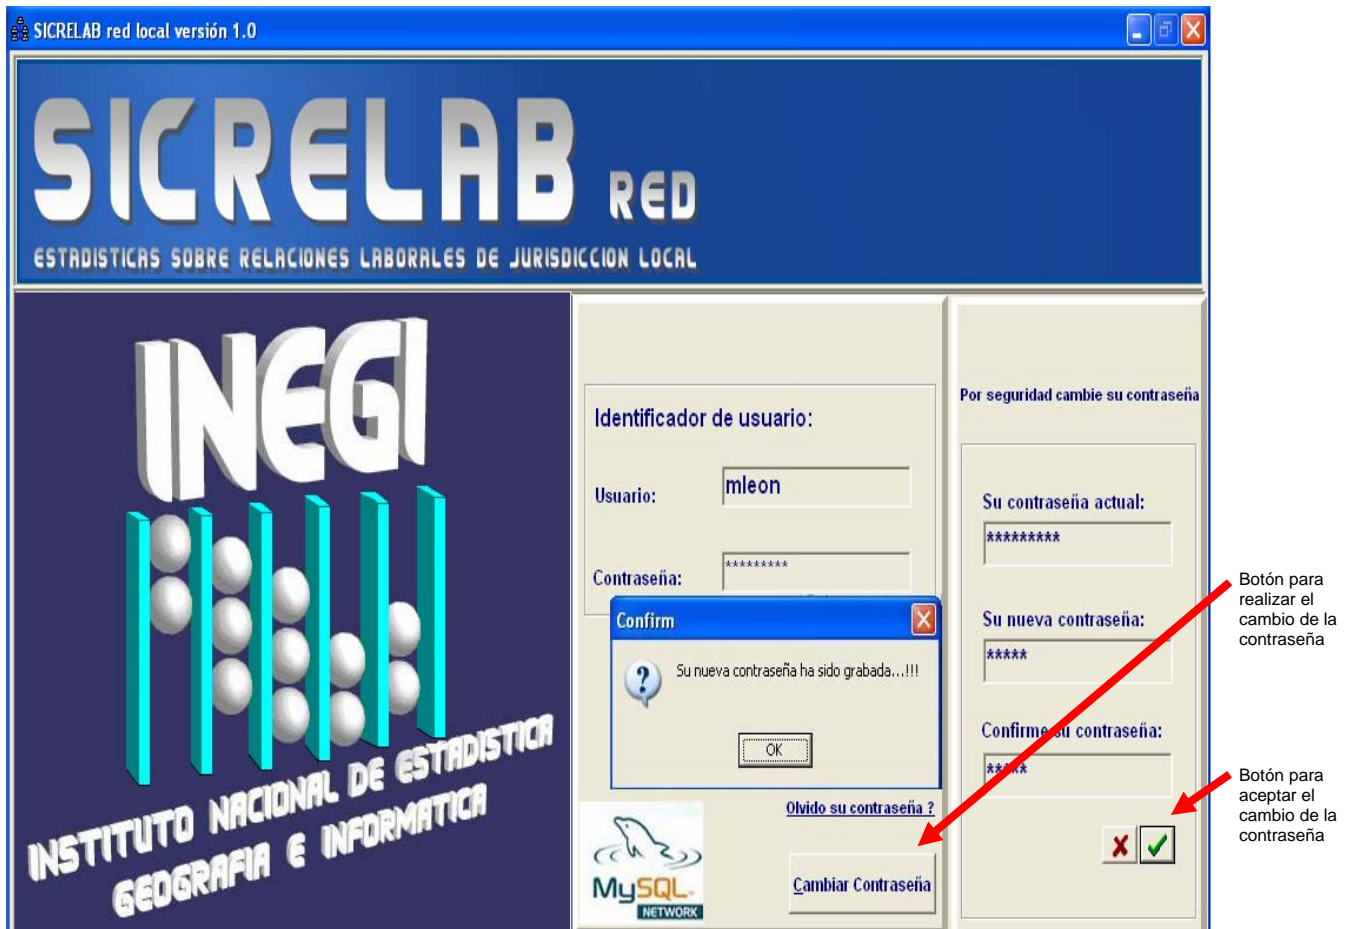 SICRELAB red local versión 1.0
SICRELAB RED
ESTADISTICAS SOBRE RELACIONES LABORALES DE JURISDICCION LOCAL
INEGI
INSTITUTO NACIONAL DE ESTADISTICA
GEOGRAFIA E INFORMATICA
Identificador de usuario:
Usuario:
mleon
Contraseña:
*********
Confirm
Su nueva contraseña ha sido grabada...!!!
OK
Olvido su contraseña ?
MySQL
NETWORK
Cambiar Contraseña
Por seguridad cambie su contraseña
Su contraseña actual:
*********
Su nueva contraseña:
*****
Confirme su contraseña:
*****
Botón para
realizar el
cambio de la
contraseña
Botón para
aceptar el
cambio de la
contraseña